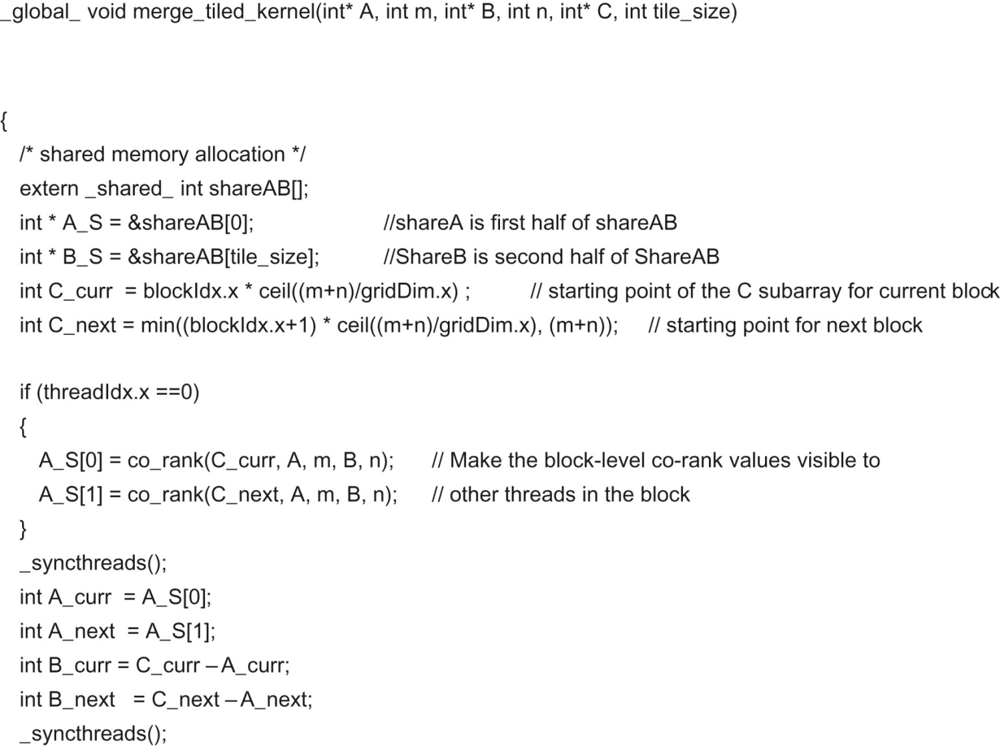 _global_ void merge_tiled_kernel(int* A, int m, int* B, int n, int* C, int tile_size)
{
/* shared memory allocation */
extern _shared_ int shareAB[];
int * A_S = &shareAB[0]; //shareA is first half of shareAB
int * B_S = &shareAB[tile_size]; //ShareB is second half of ShareAB
int C_curr = blockIdx.x * ceil((m+n)/gridDim.x) ; // starting point of the C subarray for current block
int C_next = min((blockIdx.x+1) * ceil((m+n)/gridDim.x), (m+n)); // starting point for next block
if (threadIdx.x ==0)
{
A_S[0] = co_rank(C_curr, A, m, B, n); // Make the block-level co-rank values visible to
A_S[1] = co_rank(C_next, A, m, B, n); // other threads in the block
}
_syncthreads();
int A_curr = A_S[0];
int A_next = A_S[1];
int B_curr = C_curr – A_curr;
int B_next = C_next – A_next;
_syncthreads();